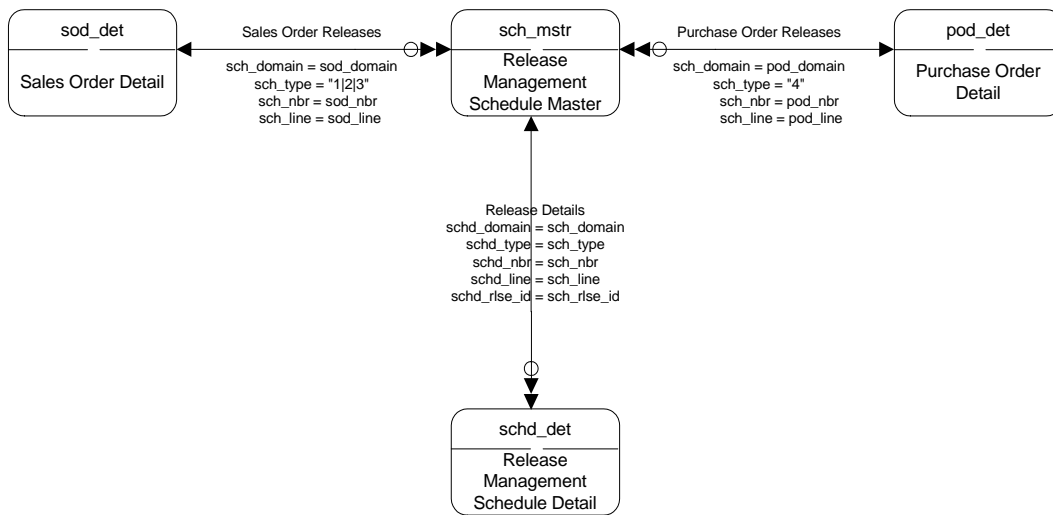 sod_det
Sales Order Detail
Sales Order Releases
sch_domain = sod_domain
sch_type = "1|2|3"
sch_nbr = sod_nbr
sch_line = sod_line
sch_mstr
Release
Management
Schedule Master
Purchase Order Releases
sch_domain = pod_domain
sch_type = "4"
sch_nbr = pod_nbr
sch_line = pod_line
pod_det
Purchase Order
Detail
Release Details
schd_domain = sch_domain
schd_type = sch_type
schd_nbr = sch_nbr
schd_line = sch_line
schd_rlse_id = sch_rlse_id
schd_det
Release
Management
Schedule Detail